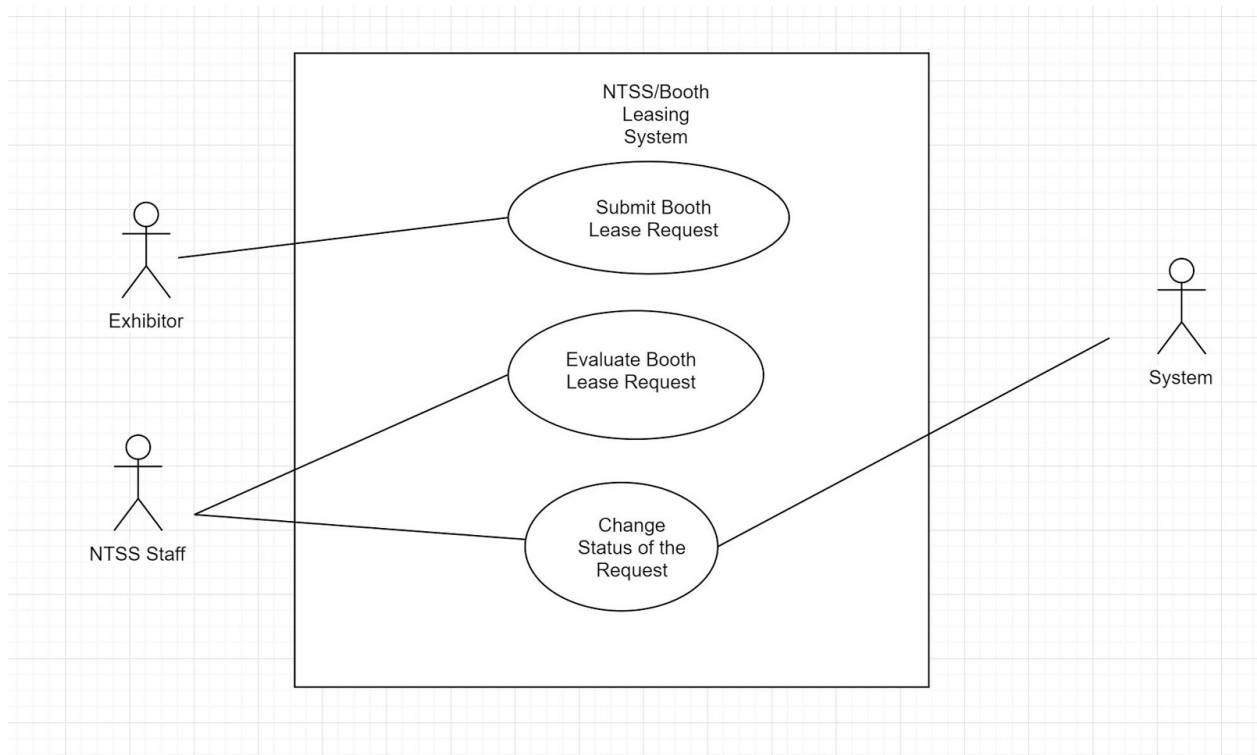 NTSS/Booth
Leasing
System
Submit Booth
Lease Request
Exhibitor
Evaluate Booth
Lease Request
System
NTSS Staff
Change
Status of the
Request